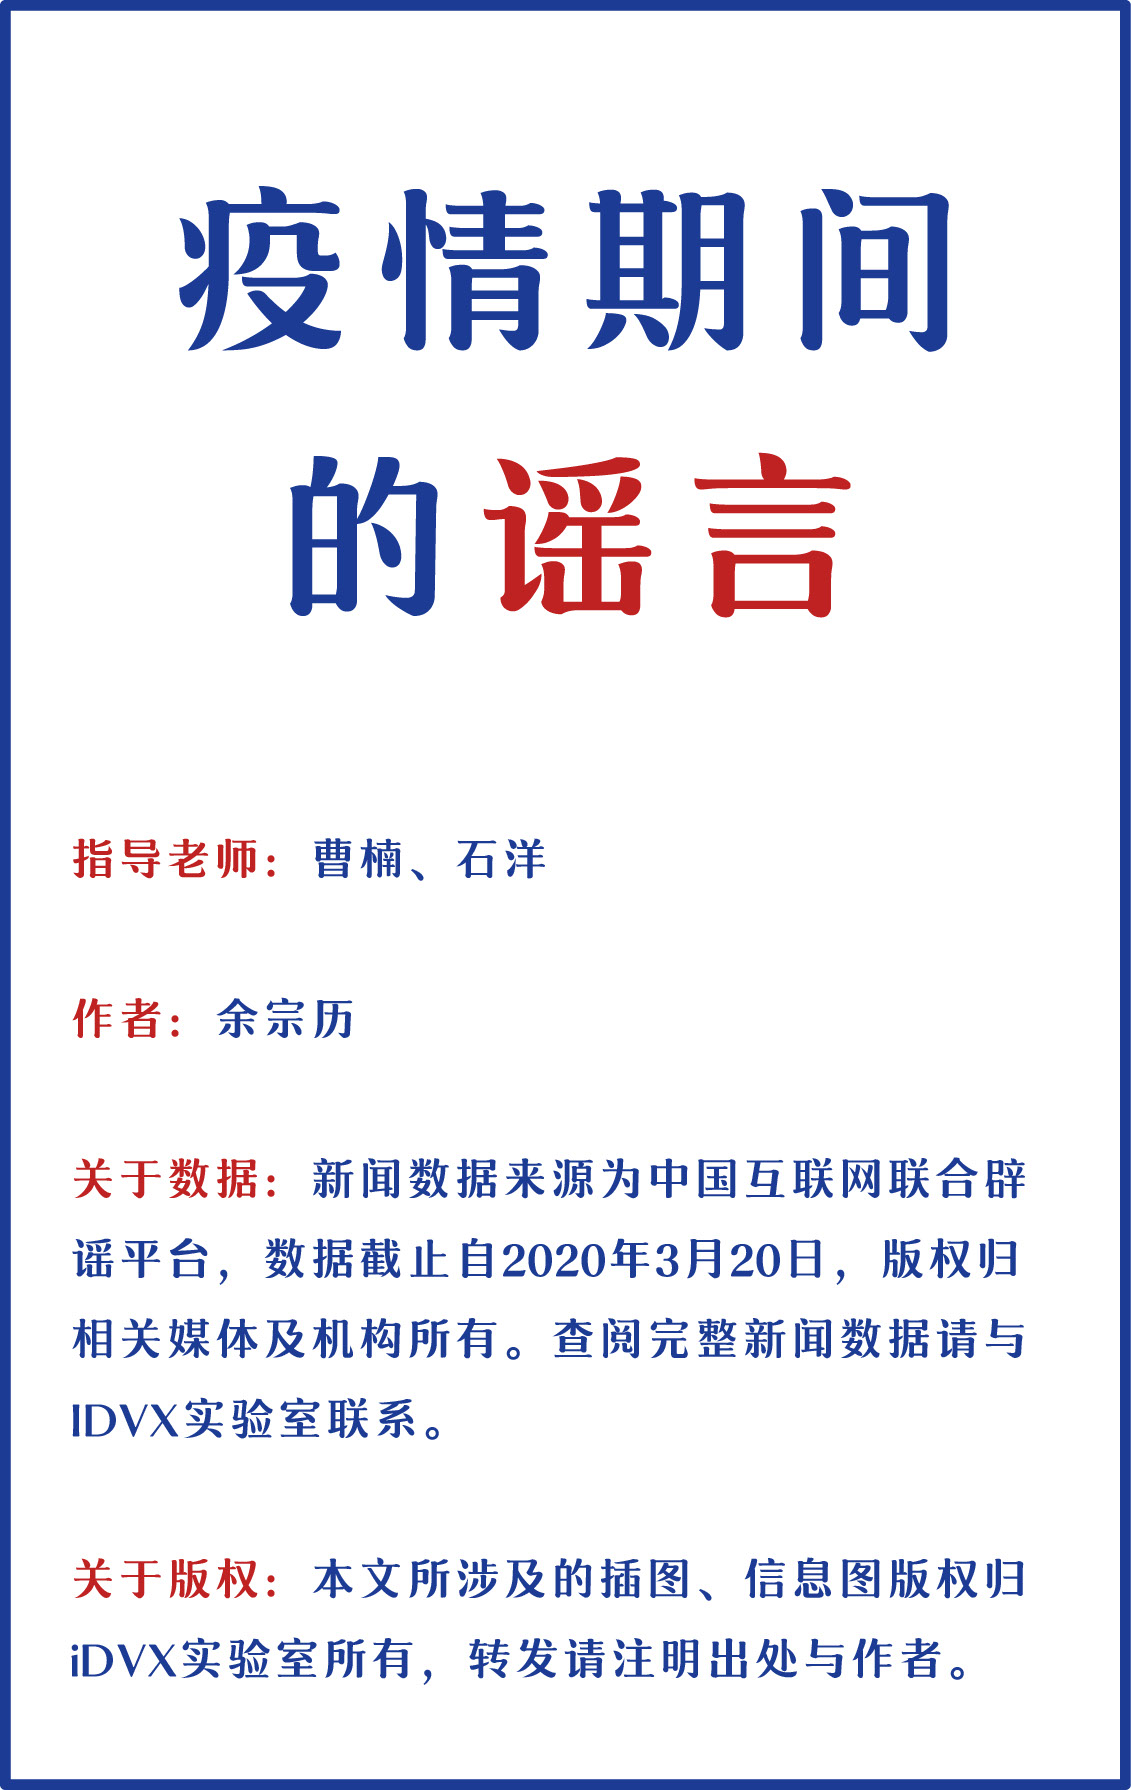 疫情期间
的谣言
指导老师：曹楠、石洋
作者：余宗历
关于数据：新闻数据来源为中国互联网联合辟
谣平台，数据截止自2020年3月20日，版权归
相关媒体及机构所有。查阅完整新闻数据请与
IDVX实验室联系。
关于版权：本文所涉及的插图、信息图版权归
iDVX实验室所有，转发请注明出处与作者。